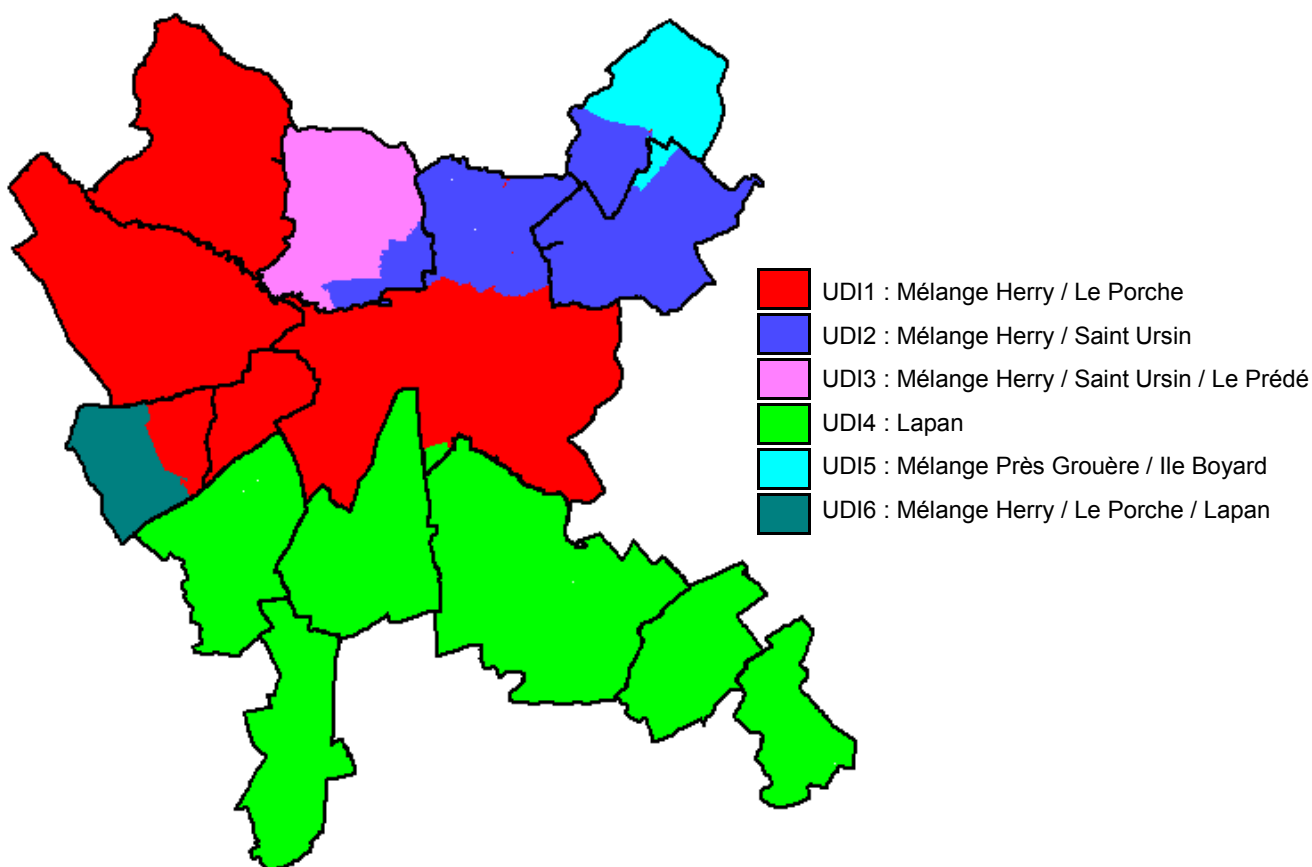 UDI1 : Mélange Herry / Le Porche
UDI2 : Mélange Herry / Saint Ursin
UDI3 : Mélange Herry / Saint Ursin / Le Prédé
UDI4 : Lapan
UDI5 : Mélange Près Grouère / Ile Boyard
UDI6 : Mélange Herry / Le Porche / Lapan